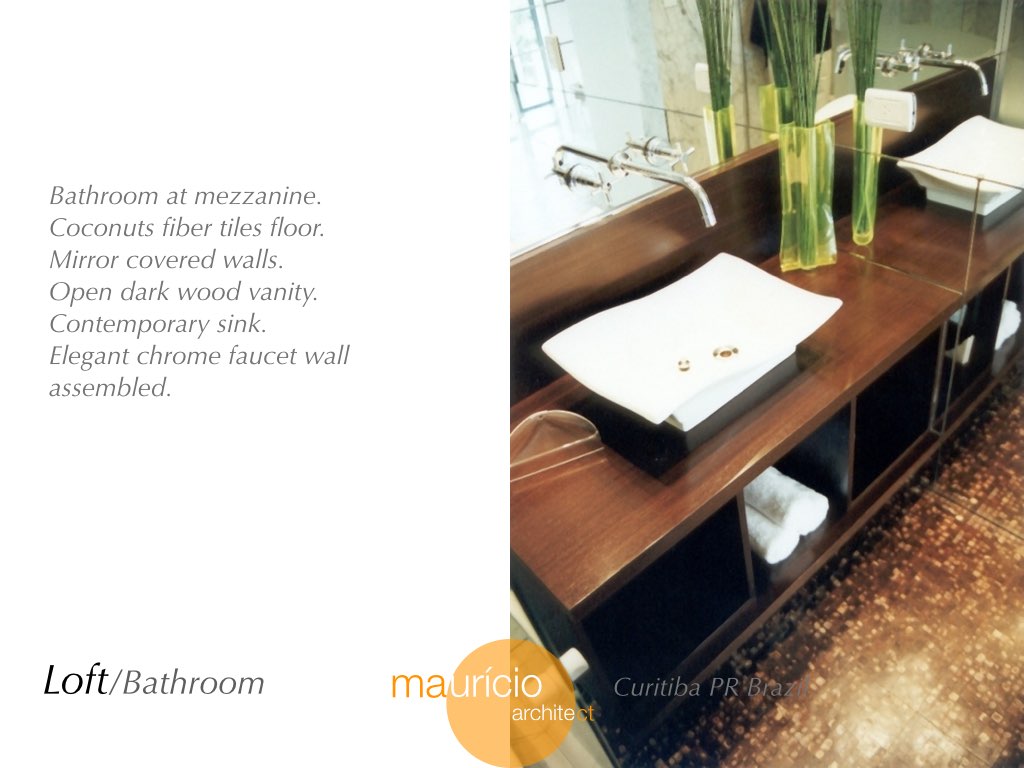 Bathroom at mezzanine.
Coconuts fiber tiles floor.
Mirror covered walls.
Open dark wood vanity.
Contemporary sink.
Elegant chrome faucet wall
assembled.
Loft/Bathroom
maurício
architect
Curitiba PR Brazil